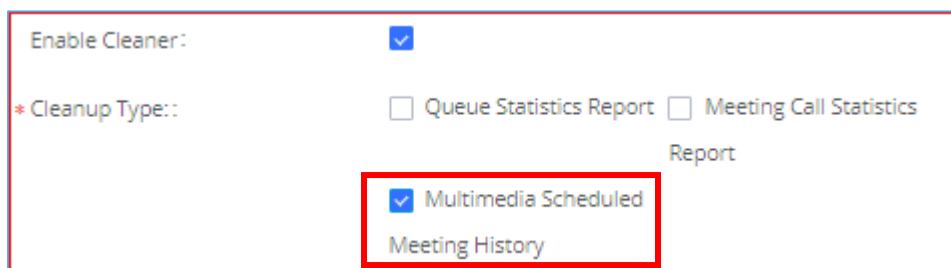 Enable Cleaner:
* Cleanup Type:: Queue Statistics Report Meeting Call Statistics
Report
Multimedia Scheduled
Meeting History